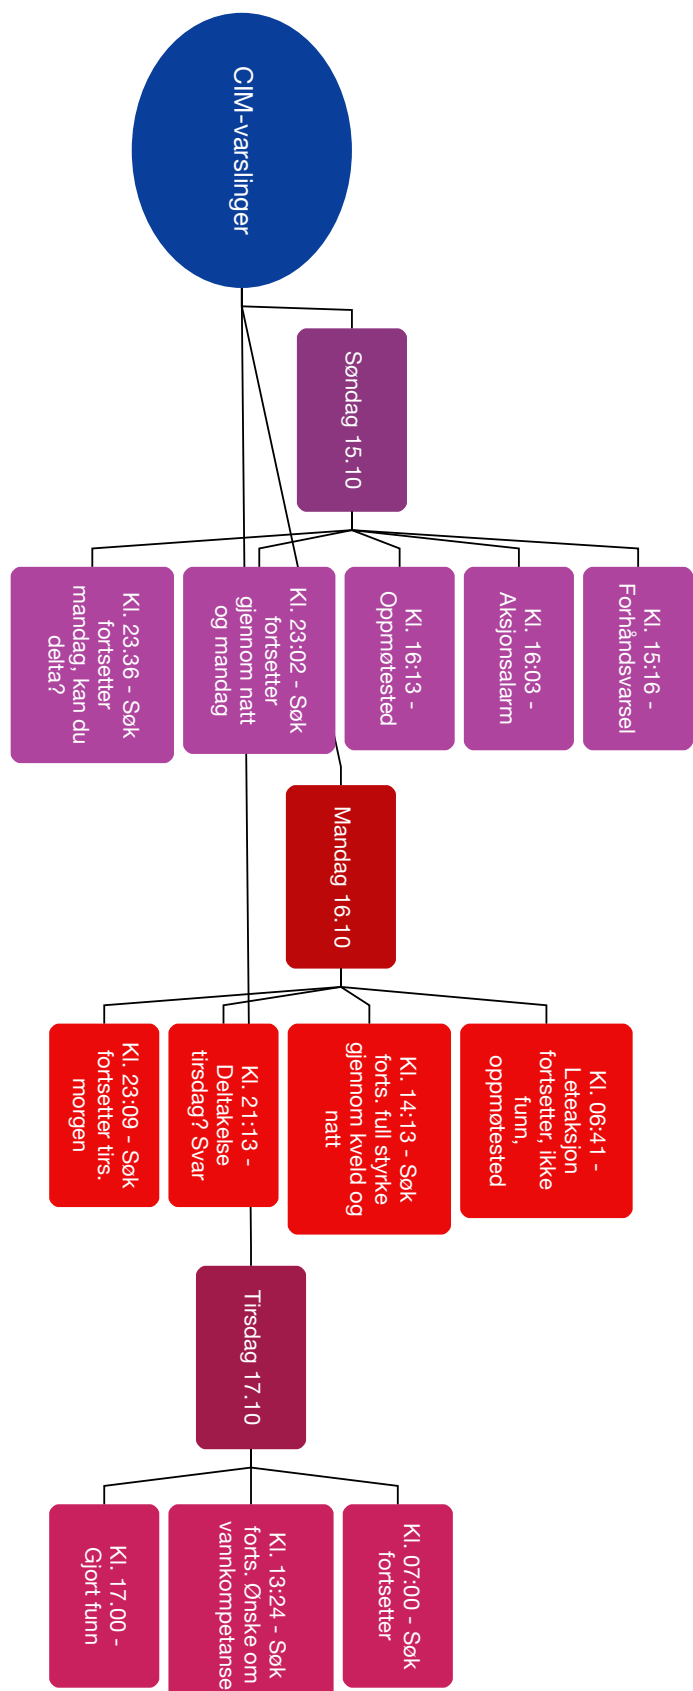 CIM-varslinger
Søndag 15.10
Kl. 15:16 -
Forhåndsvarsel
Kl. 16:03 -
Aksjonsalarm
Kl. 16:13 -
Oppmøtested
Kl. 23:02 - Søk
fortsetter
gjennom natt
og mandag
Kl. 23.36 - Søk
fortsetter
mandag, kan du
delta?
Mandag 16.10
Kl. 06:41 -
Leteaksjon
fortsetter, ikke
funn,
oppmøtested
Kl. 14:13 - Søk
forts. full styrke
gjennom kveld og
natt
Kl. 21:13 -
Deltakelse
tirsdag? Svar
Kl. 23:09 - Søk
fortsetter tirs.
morgen
Tirsdag 17.10
Kl. 07:00 - Søk
fortsetter
Kl. 13:24 - Søk
forts. Ønske om
vannkompetanse
Kl. 17.00 -
Gjort funn